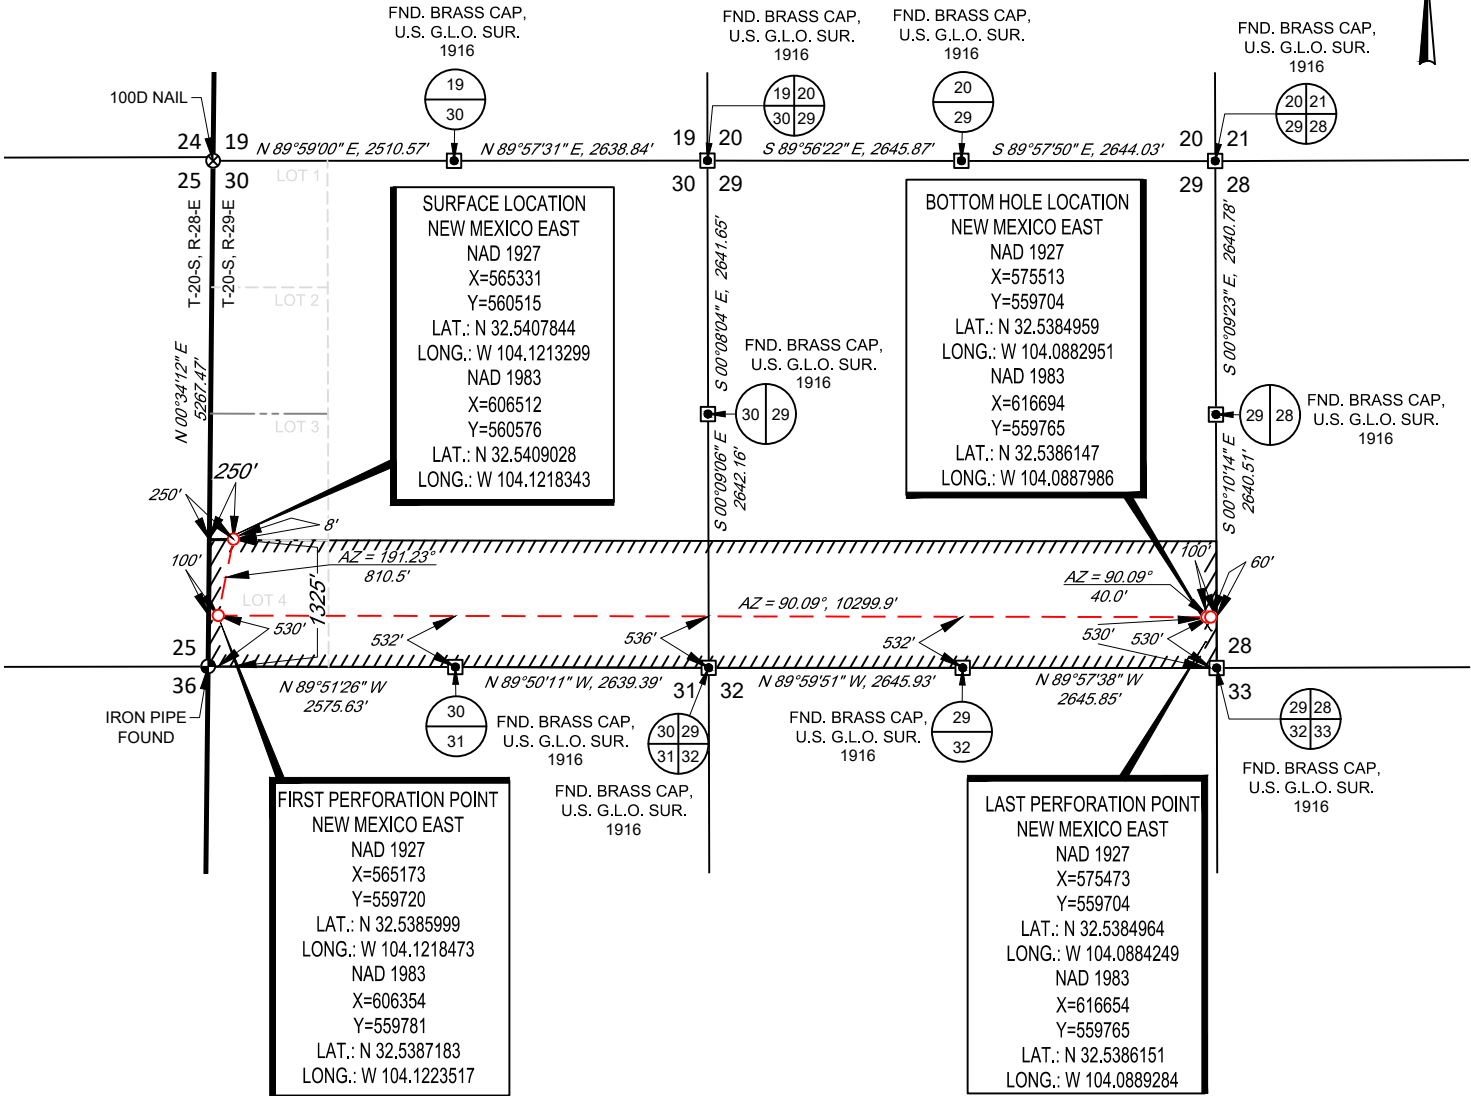 FND. BRASS CAP,
U.S. G.L.O. SUR.
1916
FND. BRASS CAP,
U.S. G.L.O. SUR.
1916
FND. BRASS CAP,
U.S. G.L.O. SUR.
1916
FND. BRASS CAP,
U.S. G.L.O. SUR.
1916
100D NAIL
19
30
19 20
30 29
20
29
20 21
29 28
24 19
N 89°59'00" E, 2510.57'
N 89°57'31" E, 2638.84'
19 20
S 89°56'22" E, 2645.87'
S 89°57'50" E, 2644.03'
20 21
25 30
LOT 1
30 29
29 28
T-20-S, R-28-E
T-20-S, R-29-E
LOT 2
LOT 3
N 00°34'12" E
5267.47'
SURFACE LOCATION
NEW MEXICO EAST
NAD 1927
X=565331
Y=560515
LAT.: N 32.5407844
LONG.: W 104.1213299
NAD 1983
X=606512
Y=560576
LAT.: N 32.5409028
LONG.: W 104.1218343
S 00°08'04" E, 2641.65'
FND. BRASS CAP,
U.S. G.L.O. SUR.
1916
30 29
S 00°09'06" E
2642.16'
BOTTOM HOLE LOCATION
NEW MEXICO EAST
NAD 1927
X=575513
Y=559704
LAT.: N 32.5384959
LONG.: W 104.0882951
NAD 1983
X=616694
Y=559765
LAT.: N 32.5386147
LONG.: W 104.0887986
S 00°09'23" E, 2640.78'
29 28
FND. BRASS CAP,
U.S. G.L.O. SUR.
1916
S 00°10'14" E
2640.51'
250'
250'
8'
100'
AZ = 191.23°
810.5'
1325'
LOT 4
530'
532'
AZ = 90.09°, 10299.9'
536'
532'
AZ = 90.09°
40.0'
100'
60'
530'
530'
25
28
36
N 89°51'26" W
2575.63'
N 89°50'11" W, 2639.39'
31 32
N 89°59'51" W, 2645.93'
N 89°57'38" W
2645.85'
33
IRON PIPE
FOUND
30
31
FND. BRASS CAP,
U.S. G.L.O. SUR.
1916
30 29
31 32
FND. BRASS CAP,
U.S. G.L.O. SUR.
1916
FND. BRASS CAP,
U.S. G.L.O. SUR.
1916
29
32
29 28
32 33
FND. BRASS CAP,
U.S. G.L.O. SUR.
1916
FIRST PERFORATION POINT
NEW MEXICO EAST
NAD 1927
X=565173
Y=559720
LAT.: N 32.5385999
LONG.: W 104.1218473
NAD 1983
X=606354
Y=559781
LAT.: N 32.5387183
LONG.: W 104.1223517
LAST PERFORATION POINT
NEW MEXICO EAST
NAD 1927
X=575473
Y=559704
LAT.: N 32.5384964
LONG.: W 104.0884249
NAD 1983
X=616654
Y=559765
LAT.: N 32.5386151
LONG.: W 104.0889284